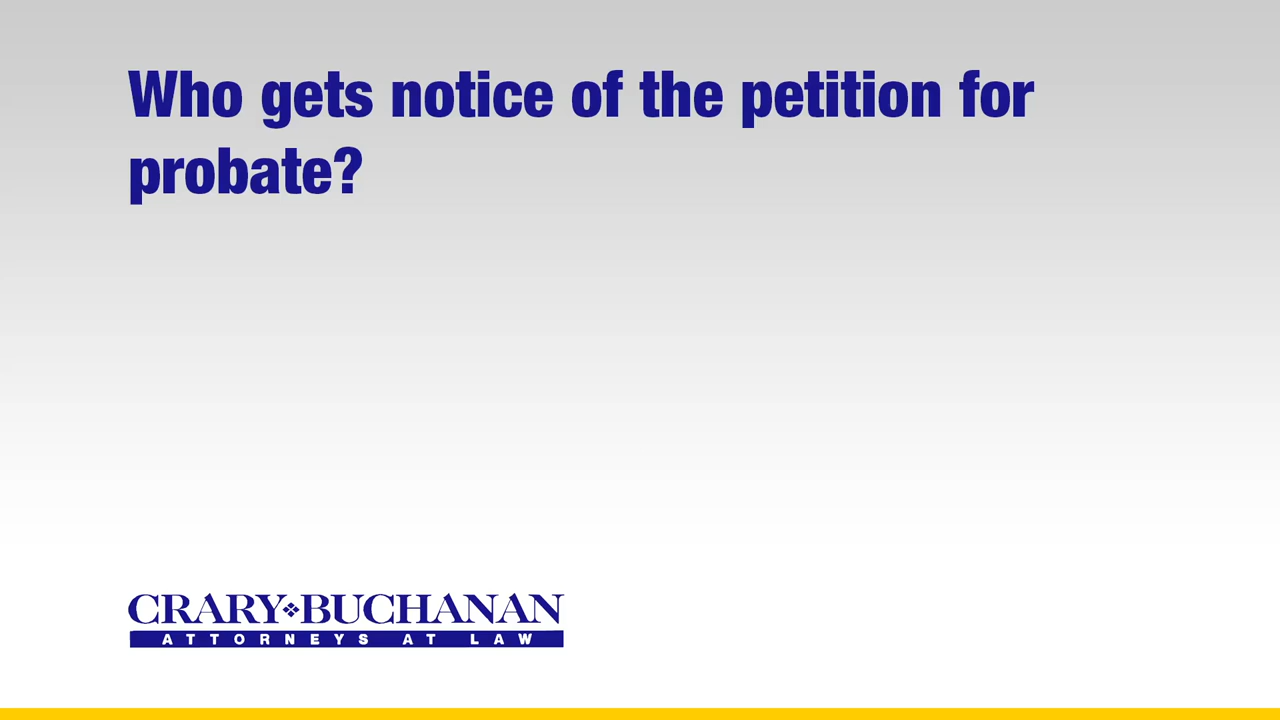 Who gets notice of the petition for
probate?
CRARY BUCHANAN
ATTORNEYS AT LAW